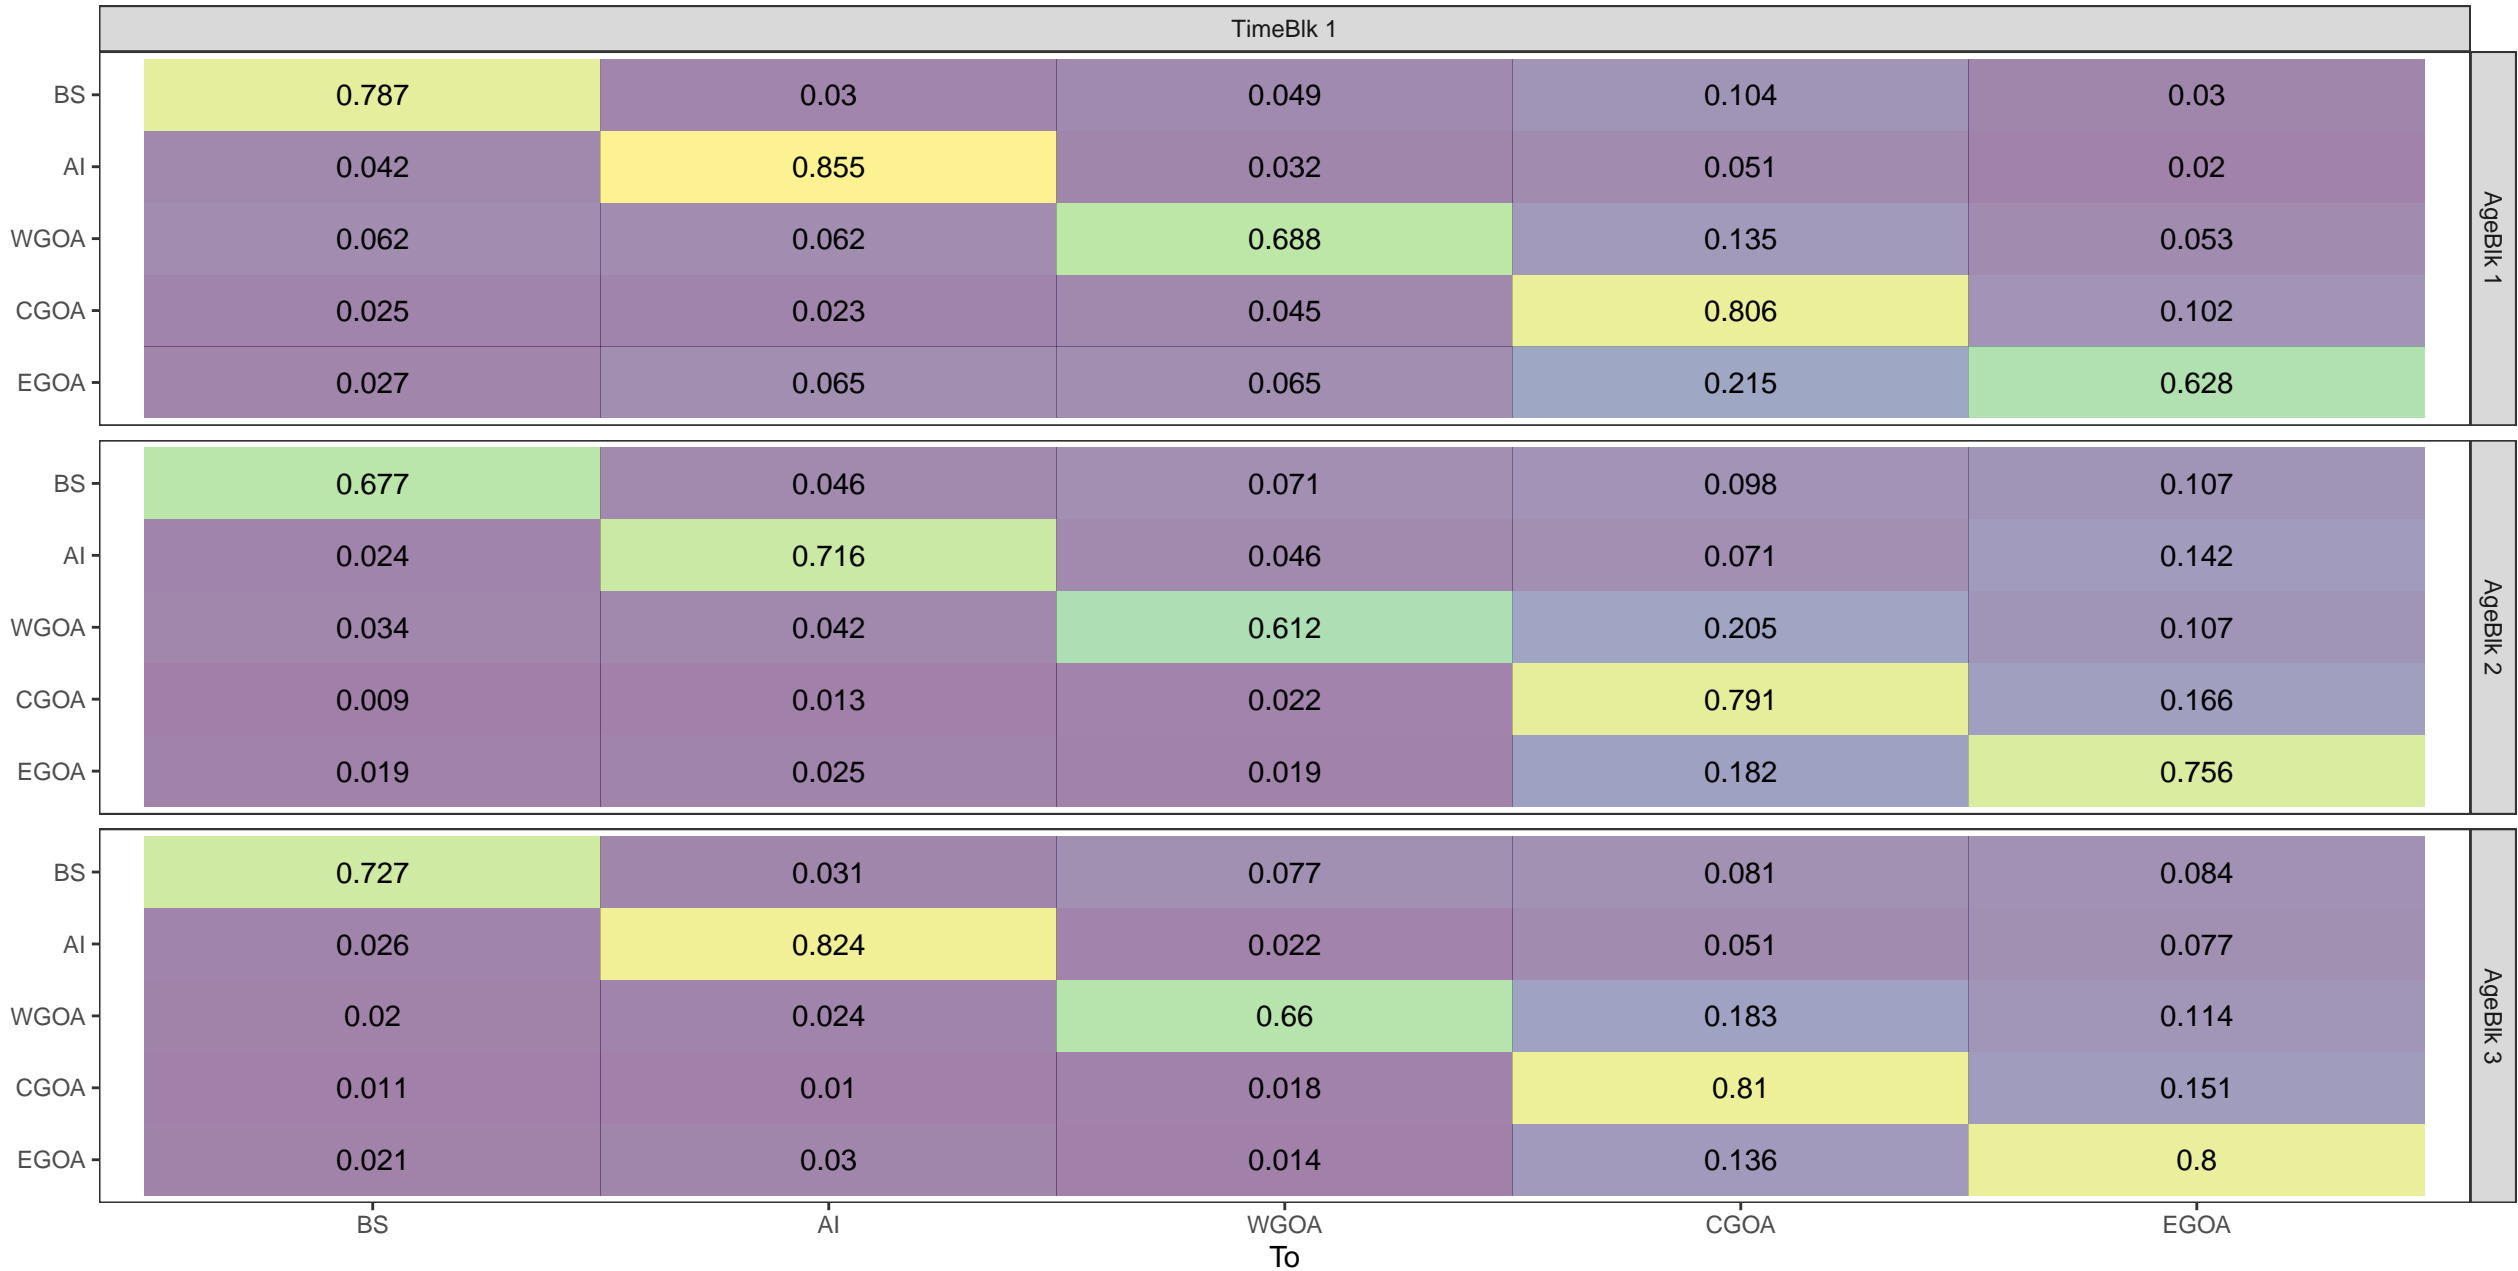 TimeBlk 1
BS 0.787 0.03 0.049 0.104 0.03
AI 0.042 0.855 0.032 0.051 0.02
WGOA 0.062 0.062 0.688 0.135 0.053
CGOA 0.025 0.023 0.045 0.806 0.102
EGOA 0.027 0.065 0.065 0.215 0.628
AgeBlk 1
BS 0.677 0.046 0.071 0.098 0.107
AI 0.024 0.716 0.046 0.071 0.142
WGOA 0.034 0.042 0.612 0.205 0.107
CGOA 0.009 0.013 0.022 0.791 0.166
EGOA 0.019 0.025 0.019 0.182 0.756
AgeBlk 2
BS 0.727 0.031 0.077 0.081 0.084
AI 0.026 0.824 0.022 0.051 0.077
WGOA 0.02 0.024 0.66 0.183 0.114
CGOA 0.011 0.01 0.018 0.81 0.151
EGOA 0.021 0.03 0.014 0.136 0.8
AgeBlk 3
BS AI WGOA CGOA EGOA
To